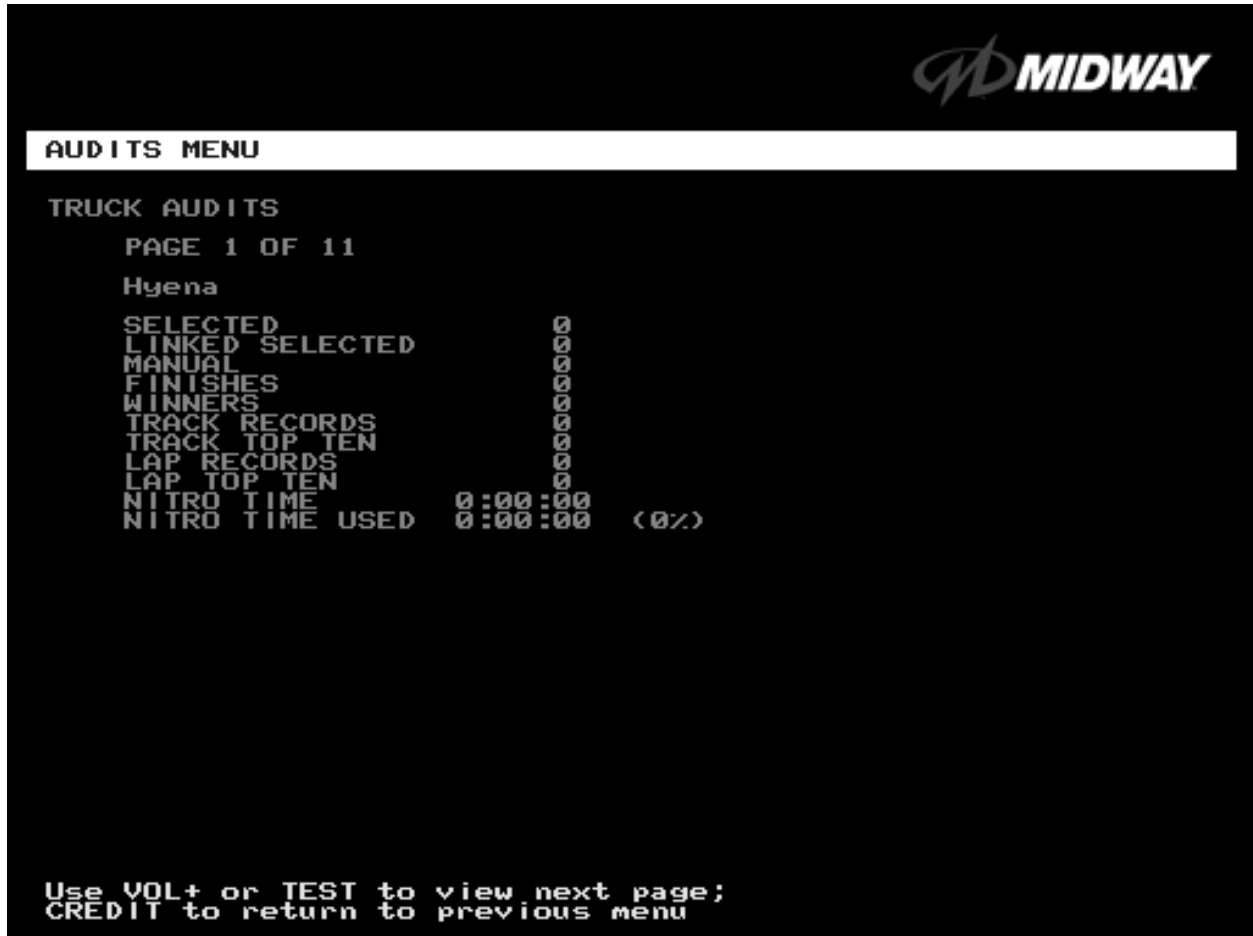 MIDWAY
AUDITS MENU
TRUCK AUDITS
PAGE 1 OF 11
Hyena
SELECTED 0
LINKED SELECTED 0
MANUAL 0
FINISHES 0
WINNERS 0
TRACK RECORDS 0
TRACK TOP TEN 0
LAP RECORDS 0
LAP TOP TEN 0
NITRO TIME 0:00:00
NITRO TIME USED 0:00:00 (0%)
Use VOL+ or TEST to view next page;
CREDIT to return to previous menu